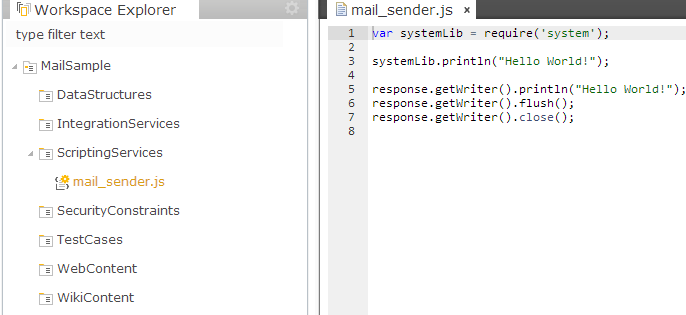 Workspace Explorer
type filter text
MailSample
DataStructures
IntegrationServices
ScriptingServices
mail_sender.js
SecurityConstraints
TestCases
WebContent
WikiContent
mail_sender.js ×
1 var systemLib = require('system');
2
3 systemLib.println("Hello World!");
4
5 response.getWriter().println("Hello World!");
6 response.getWriter().flush();
7 response.getWriter().close();
8